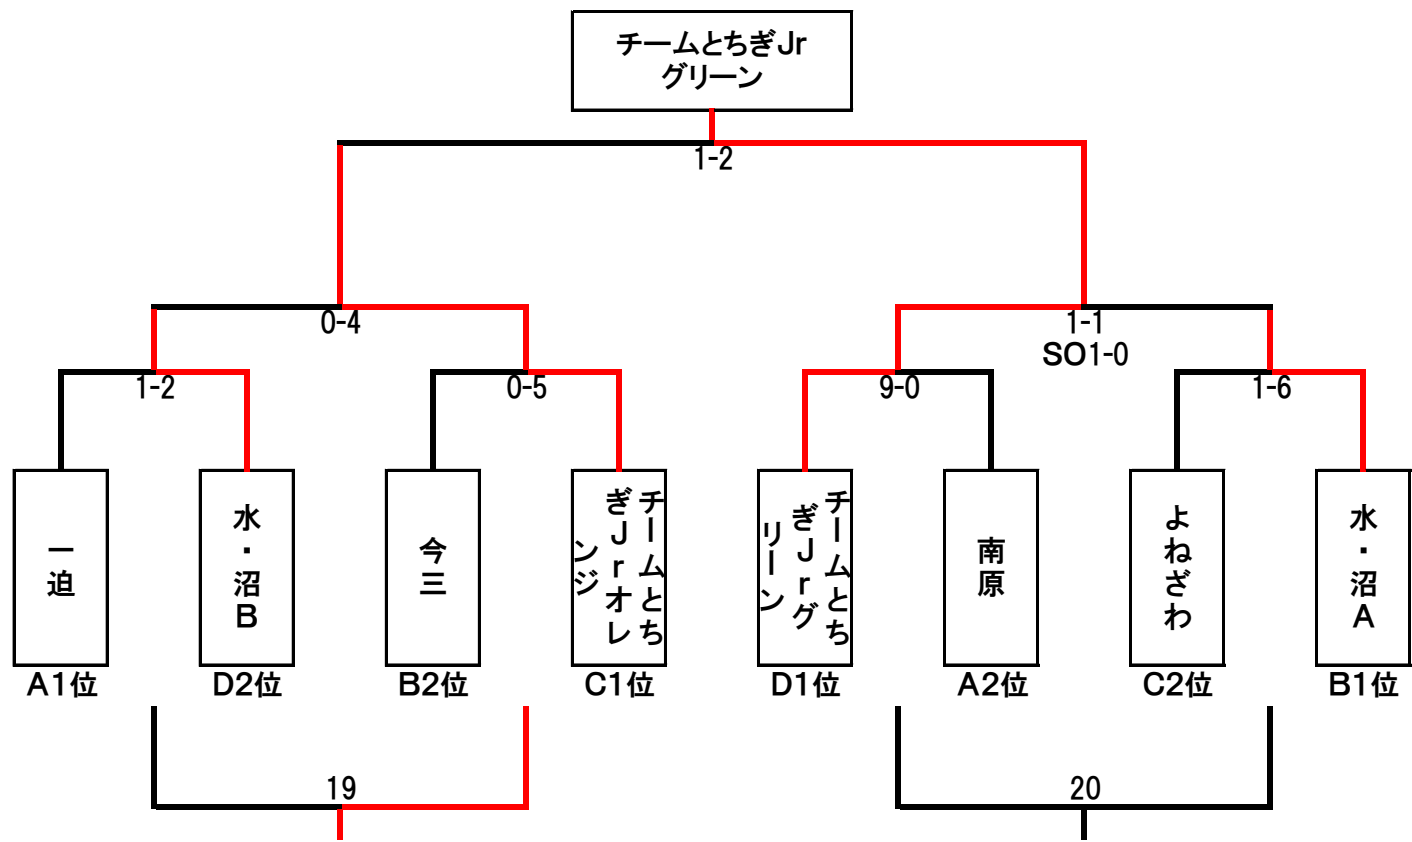 チームとちぎJr
グリーン
1-2
0-4
1-1
SO1-0
1-2
0-5
9-0
1-6
一迫
水・沼B
今三
チームとち
ぎJrオレ
ンジ
チームとち
ぎJrグ
リーン
南原
よねざわ
水・沼A
A1位
D2位
B2位
C1位
D1位
A2位
C2位
B1位
19
20